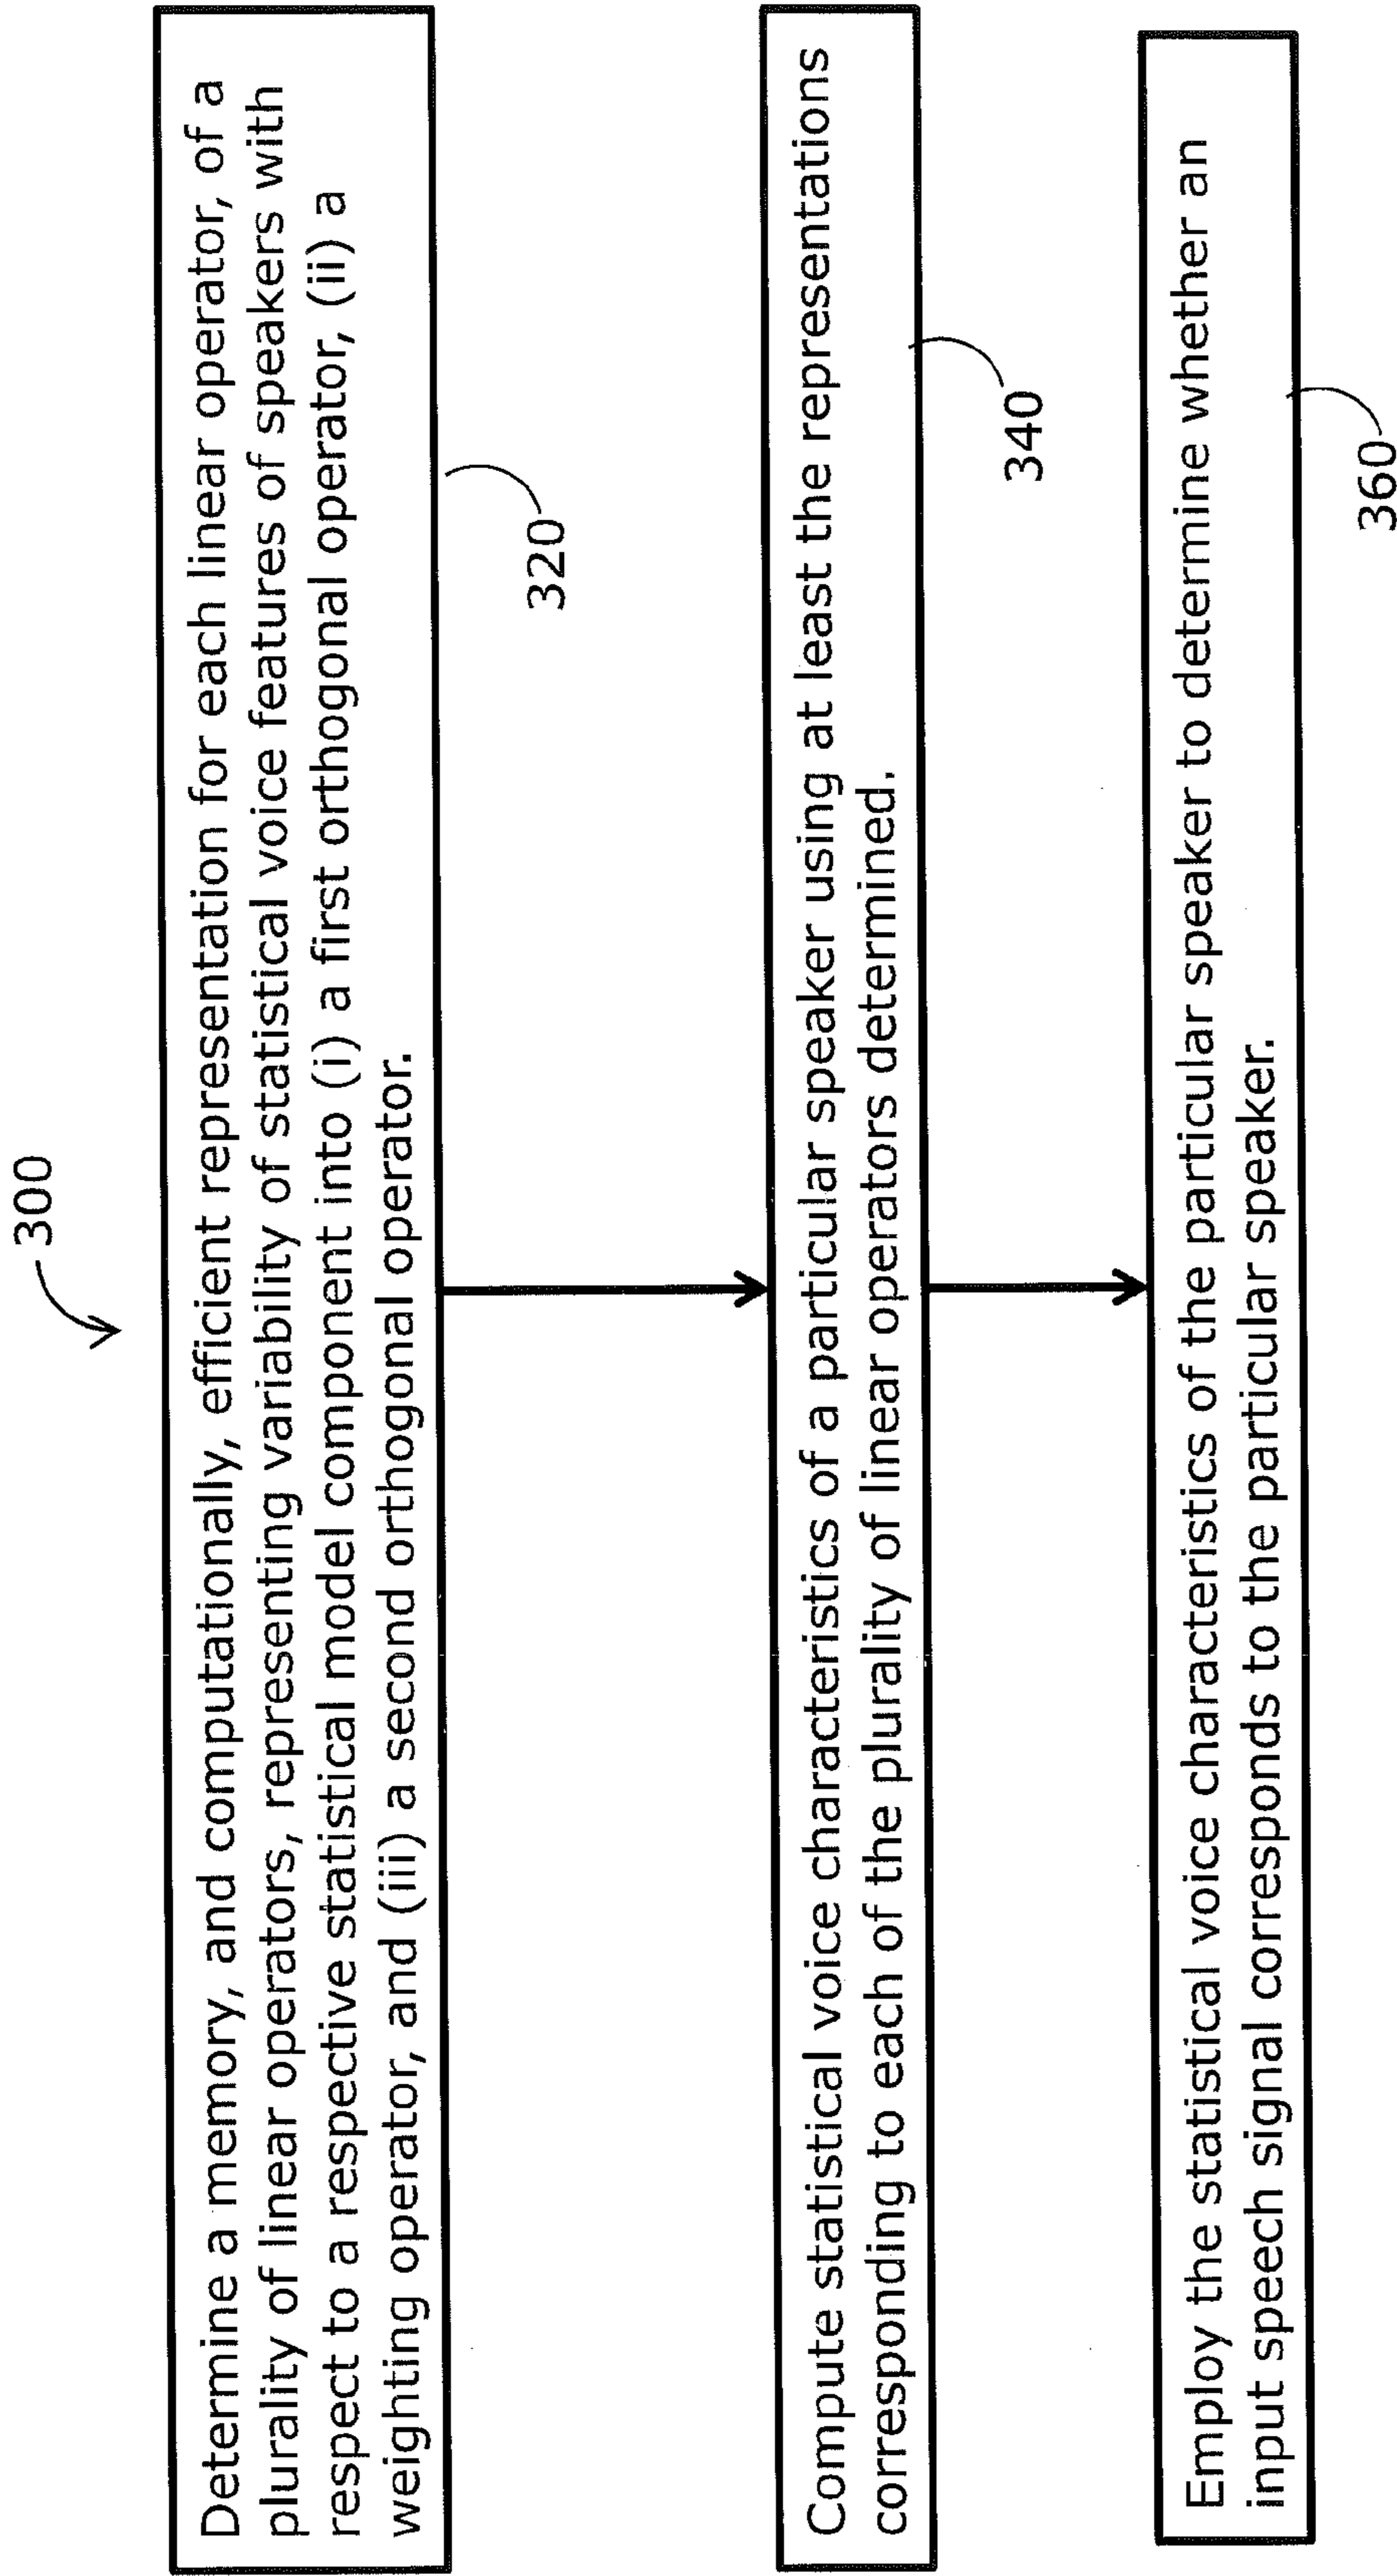 300
Determine a memory, and computationally, efficient representation for each linear operator, of a
plurality of linear operators, representing variability of statistical voice features of speakers with
respect to a respective statistical model component into (i) a first orthogonal operator, (ii) a
weighting operator, and (iii) a second orthogonal operator.
320
Compute statistical voice characteristics of a particular speaker using at least the representations
corresponding to each of the plurality of linear operators determined.
340
Employ the statistical voice characteristics of the particular speaker to determine whether an
input speech signal corresponds to the particular speaker.
360